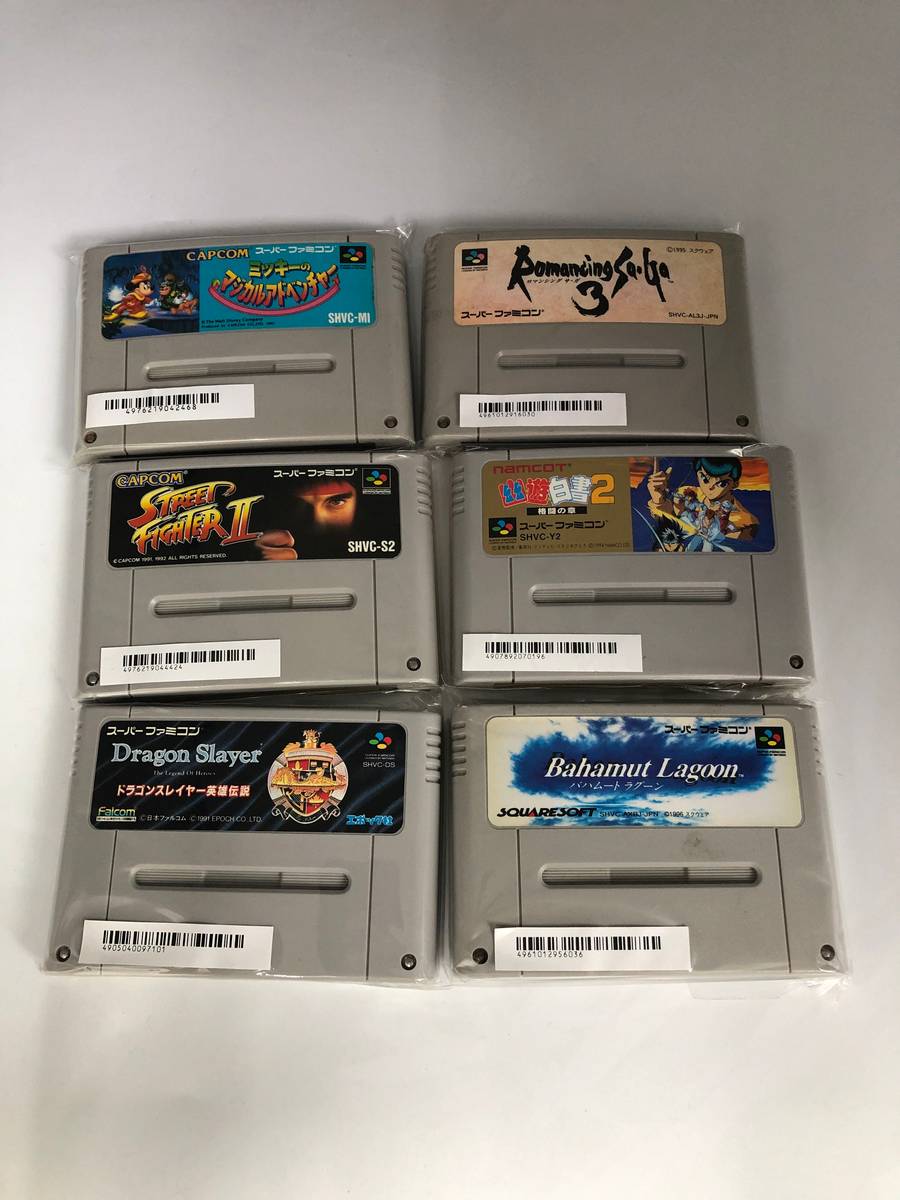 CAPCOM スーパーファミコン
ミッキーの
マジカルアドベンチャー
SHVC-MI
© The Walt Disney Company
4976219042468
©1995 スクウェア
Romancing Sa·Ga
ロマンシング サ・ガ
3
スーパーファミコン
SHVC-AL3J-JPN
4961012916030
CAPCOM
スーパーファミコン
STREET
FIGHTER II
SHVC-S2
© CAPCOM 1991, 1992 ALL RIGHTS RESERVED.
4976219044424
namcot
幽遊白書2
格闘の章
スーパーファミコン
SHVC-Y2
4907892070196
スーパーファミコン
Dragon Slayer
The Legend Of Heroes
SHVC-DS
ドラゴンスレイヤー英雄伝説
Falcom
©日本ファルコム ©1991 EPOCH CO.,LTD.
エポック社
4905040097101
スーパーファミコン
Bahamut Lagoon™
バハムート ラグーン
SQUARESOFT
SHVC-AXBJ-JPN ©1996 スクウェア
4961012956036